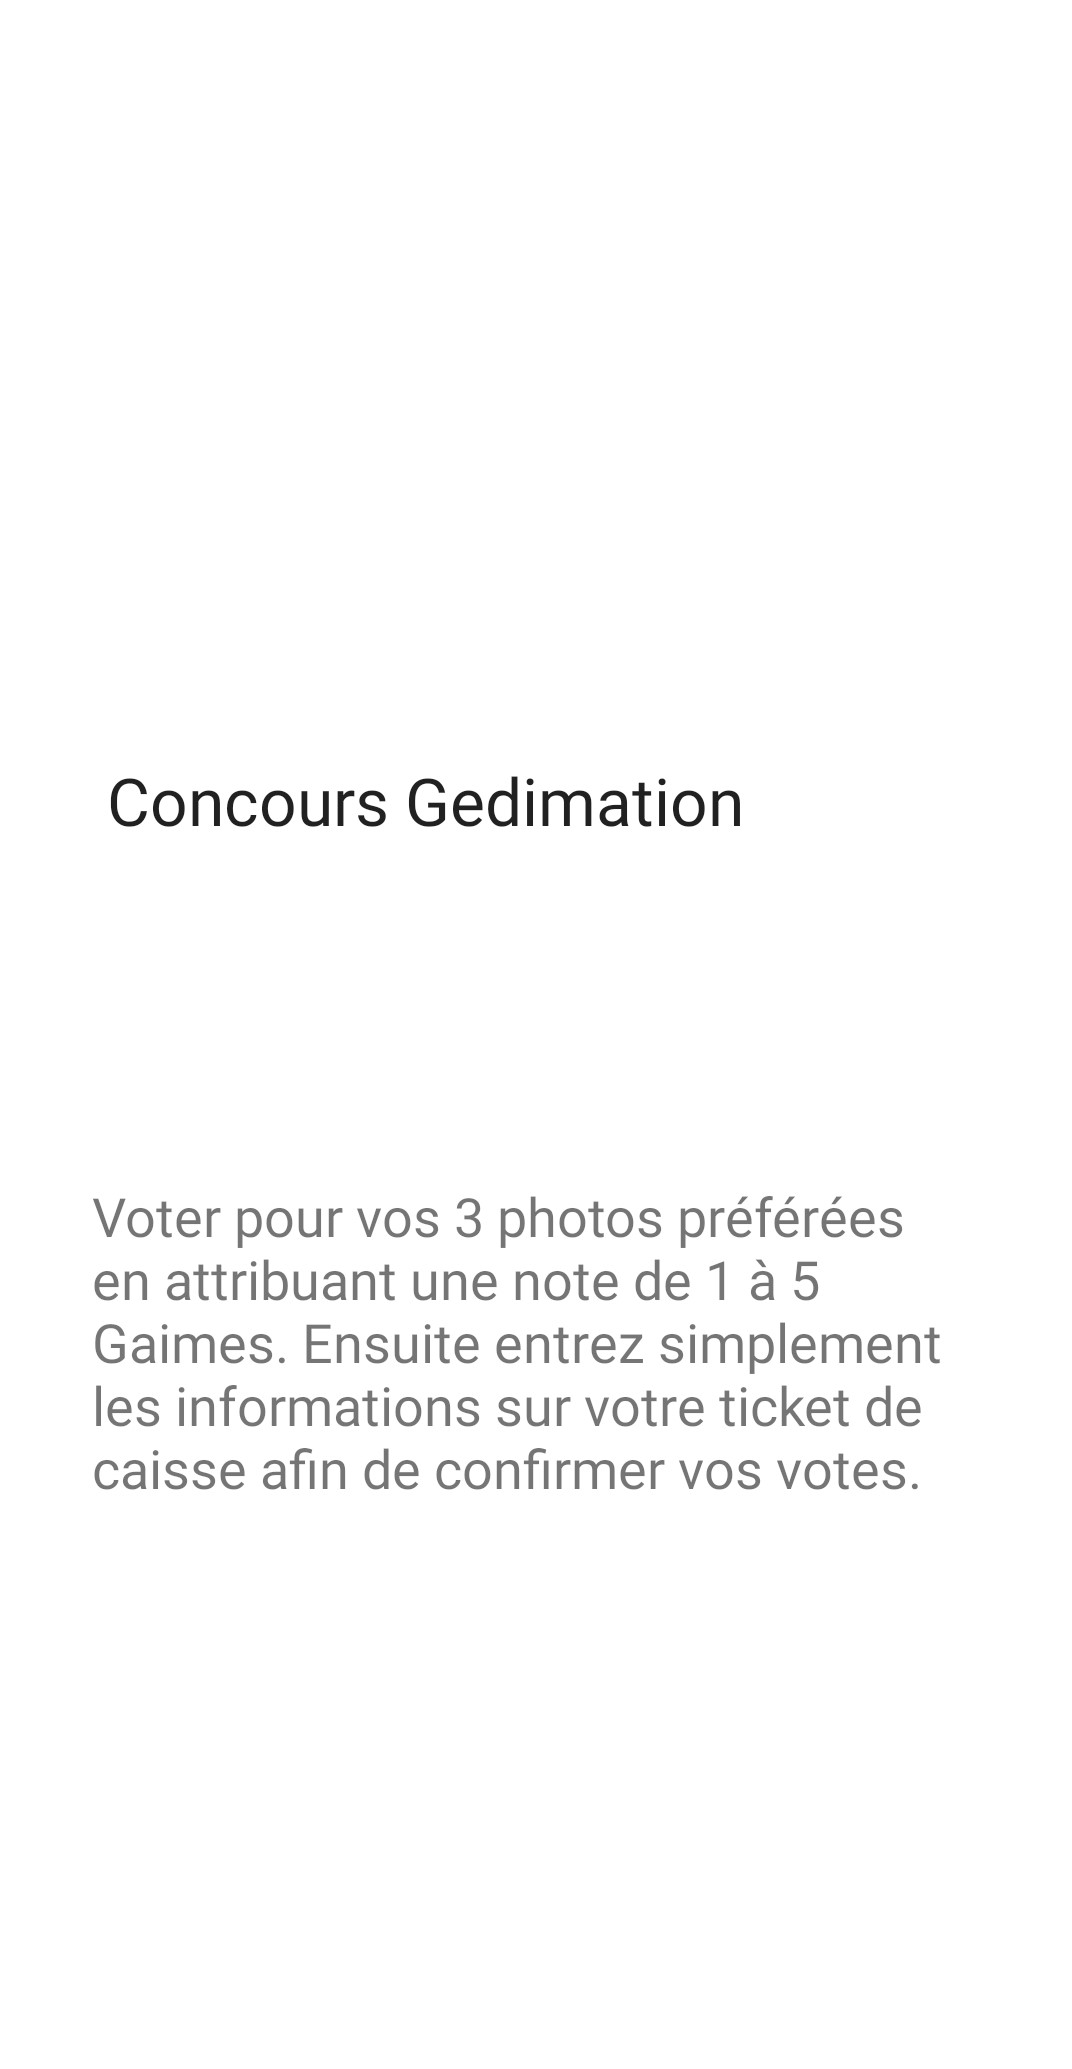 Concours Gedimation
Voter pour vos 3 photos préférées
en attribuant une note de 1 à 5
Gaimes. Ensuite entrez simplement
les informations sur votre ticket de
caisse afin de confirmer vos votes.